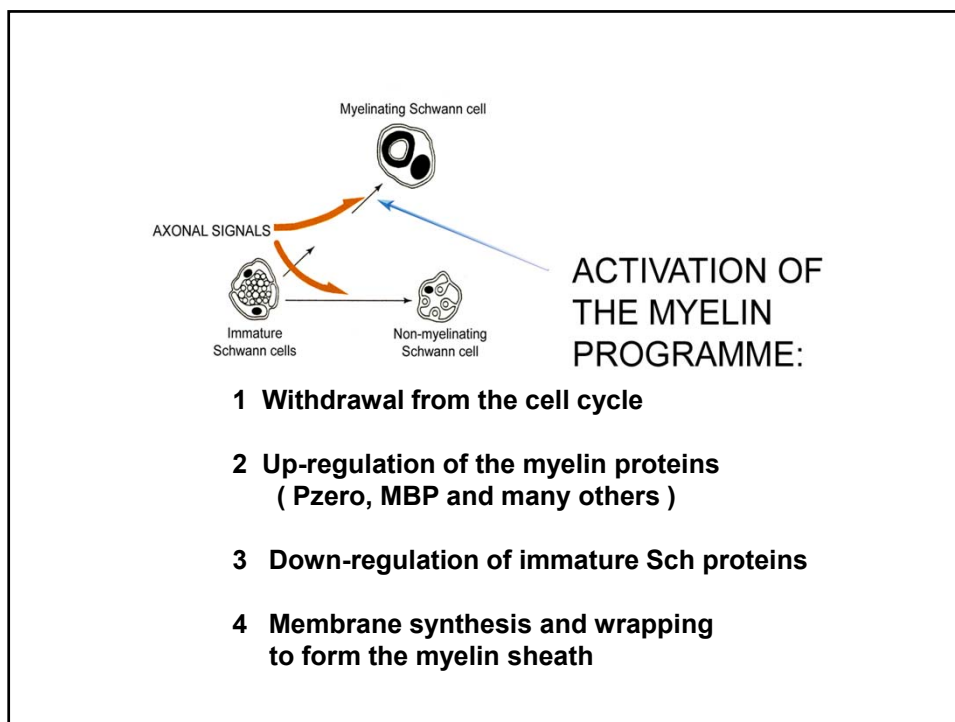 Myelinating Schwann cell
AXONAL SIGNALS
Immature
Schwann cells
Non-myelinating
Schwann cell
ACTIVATION OF
THE MYELIN
PROGRAMME:
1 Withdrawal from the cell cycle
2 Up-regulation of the myelin proteins
( Pzero, MBP and many others )
3 Down-regulation of immature Sch proteins
4 Membrane synthesis and wrapping
to form the myelin sheath